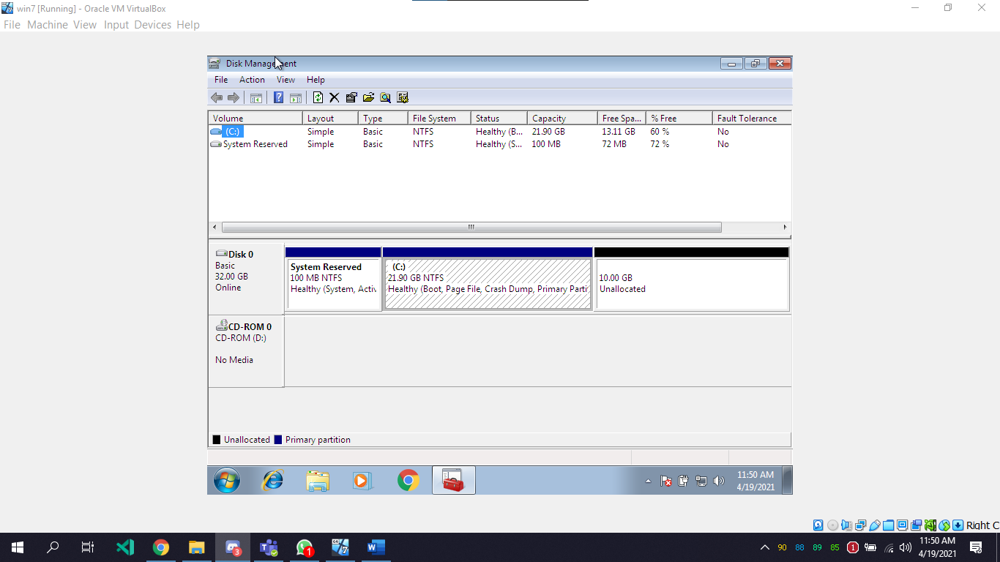 win7 [Running] - Oracle VM VirtualBox
File Machine View Input Devices Help
Disk Management
File Action View Help
Volume Layout Type File System Status Capacity Free Spa... % Free Fault Tolerance
(C:) Simple Basic NTFS Healthy (B... 21.90 GB 13.11 GB 60 % No
System Reserved Simple Basic NTFS Healthy (S... 100 MB 72 MB 72 % No
Disk 0
Basic
32.00 GB
Online
System Reserved
100 MB NTFS
Healthy (System, Activ
(C:)
21.90 GB NTFS
Healthy (Boot, Page File, Crash Dump, Primary Parti
10.00 GB
Unallocated
CD-ROM 0
CD-ROM (D:)
No Media
Unallocated Primary partition
11:50 AM
4/19/2021
Right C
3
1
90 88 89 85 1
11:50 AM
4/19/2021